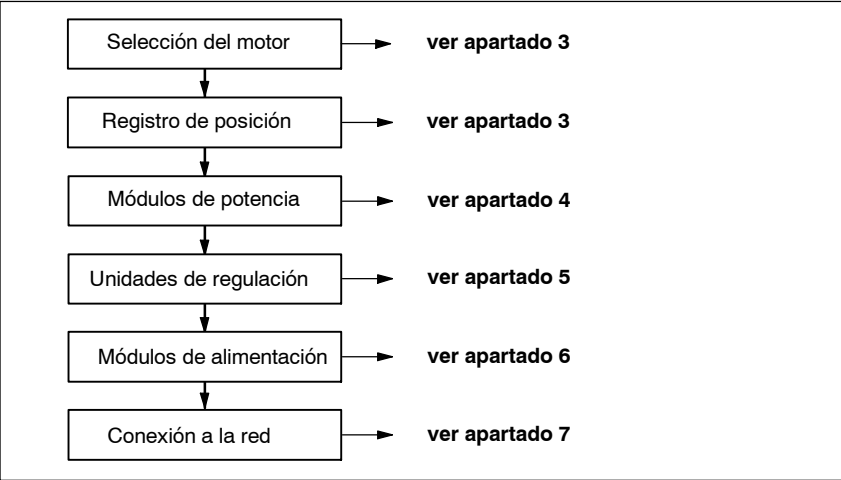 Selección del motor
ver apartado 3
Registro de posición
ver apartado 3
Módulos de potencia
ver apartado 4
Unidades de regulación
ver apartado 5
Módulos de alimentación
ver apartado 6
Conexión a la red
ver apartado 7